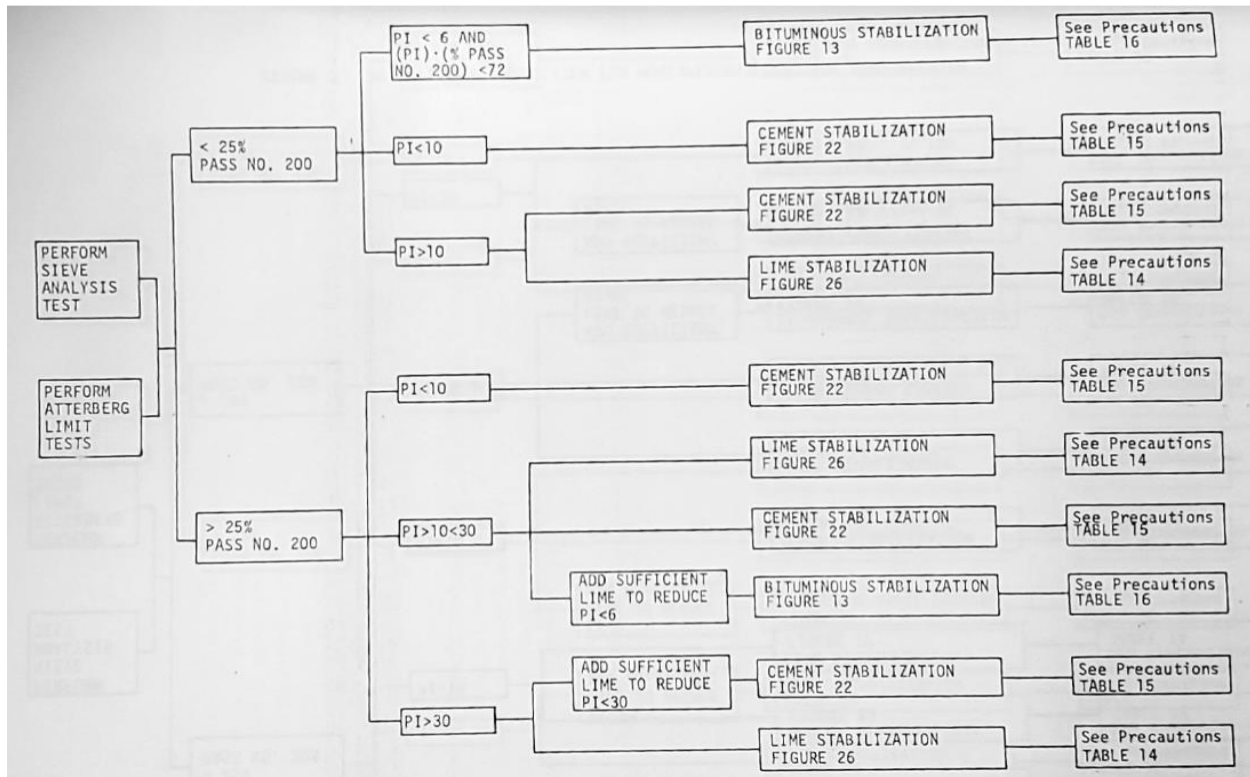 PERFORM
SIEVE
ANALYSIS
TEST
PERFORM
ATTERBERG
LIMIT
TESTS
< 25%
PASS NO. 200
PI < 6 AND
(PI)·(% PASS
NO. 200) <72
BITUMINOUS STABILIZATION
FIGURE 13
See Precautions
TABLE 16
PI<10
CEMENT STABILIZATION
FIGURE 22
See Precautions
TABLE 15
PI>10
CEMENT STABILIZATION
FIGURE 22
See Precautions
TABLE 15
LIME STABILIZATION
FIGURE 26
See Precautions
TABLE 14
> 25%
PASS NO. 200
PI<10
CEMENT STABILIZATION
FIGURE 22
See Precautions
TABLE 15
PI>10<30
LIME STABILIZATION
FIGURE 26
See Precautions
TABLE 14
CEMENT STABILIZATION
FIGURE 22
See Precautions
TABLE 15
ADD SUFFICIENT
LIME TO REDUCE
PI<6
BITUMINOUS STABILIZATION
FIGURE 13
See Precautions
TABLE 16
PI>30
ADD SUFFICIENT
LIME TO REDUCE
PI<30
CEMENT STABILIZATION
FIGURE 22
See Precautions
TABLE 15
LIME STABILIZATION
FIGURE 26
See Precautions
TABLE 14